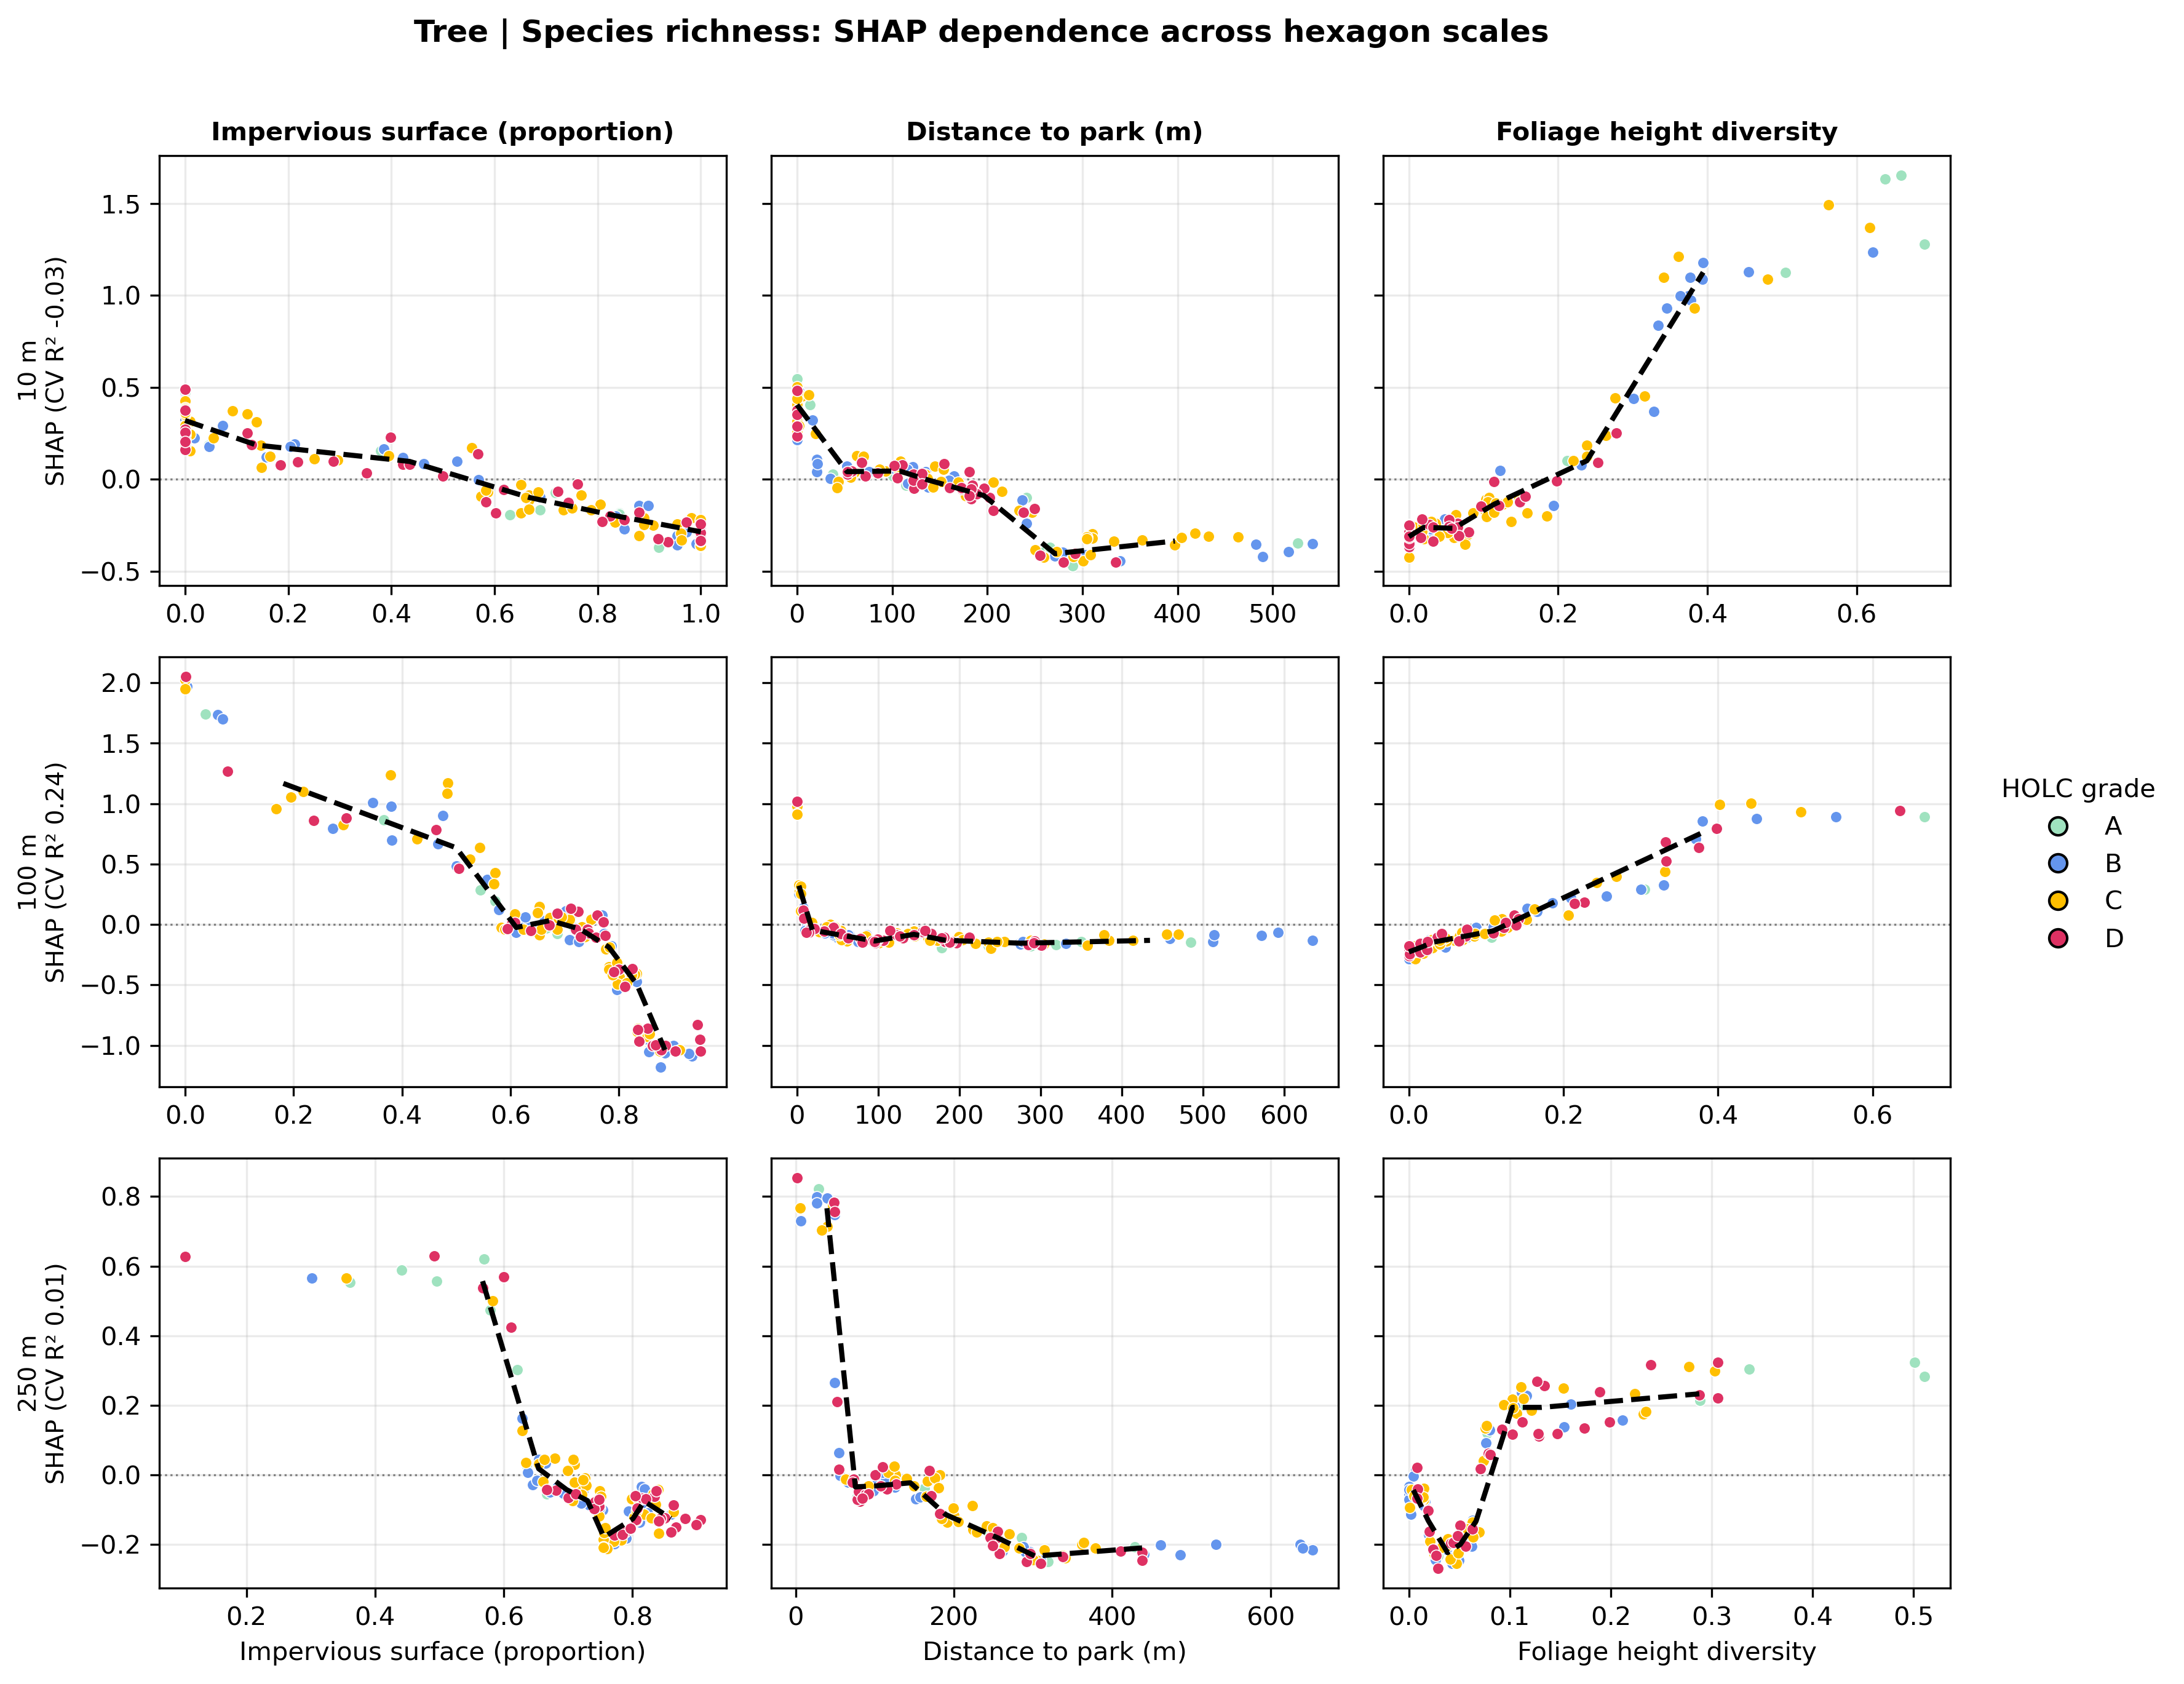 Tree | Species richness: SHAP dependence across hexagon scales
Impervious surface (proportion)
Distance to park (m)
Foliage height diversity
10 m
SHAP (CV R² -0.03)
1.5
1.0
0.5
0.0
−0.5
0.0 0.2 0.4 0.6 0.8 1.0
0 100 200 300 400 500
0.0 0.2 0.4 0.6
100 m
SHAP (CV R² 0.24)
2.0
1.5
1.0
0.5
0.0
−0.5
−1.0
0.0 0.2 0.4 0.6 0.8
0 100 200 300 400 500 600
0.0 0.2 0.4 0.6
HOLC grade
A
B
C
D
250 m
SHAP (CV R² 0.01)
0.8
0.6
0.4
0.2
0.0
−0.2
0.2 0.4 0.6 0.8
Impervious surface (proportion)
0 200 400 600
Distance to park (m)
0.0 0.1 0.2 0.3 0.4 0.5
Foliage height diversity